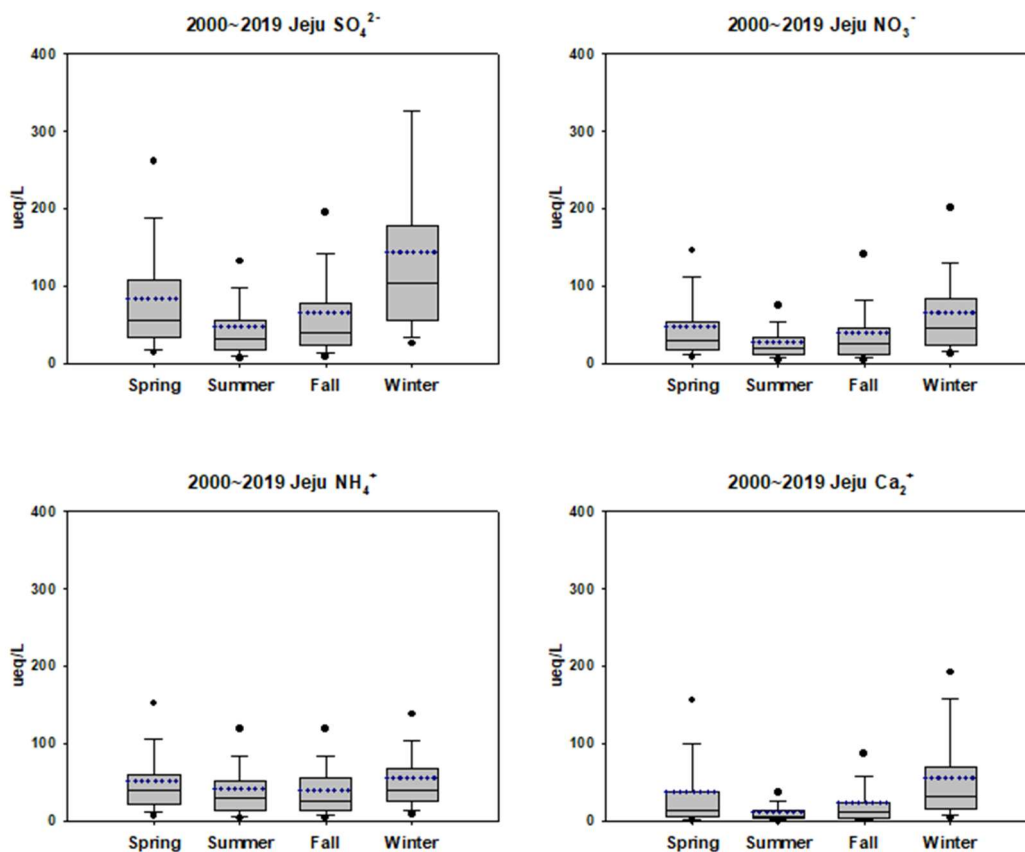 2000~2019 Jeju SO₄²⁻
400
300
200
100
0
ueq/L
Spring Summer Fall Winter
2000~2019 Jeju NO₃⁻
400
300
200
100
0
ueq/L
Spring Summer Fall Winter
2000~2019 Jeju NH₄⁺
400
300
200
100
0
ueq/L
Spring Summer Fall Winter
2000~2019 Jeju Ca₂⁺
400
300
200
100
0
ueq/L
Spring Summer Fall Winter